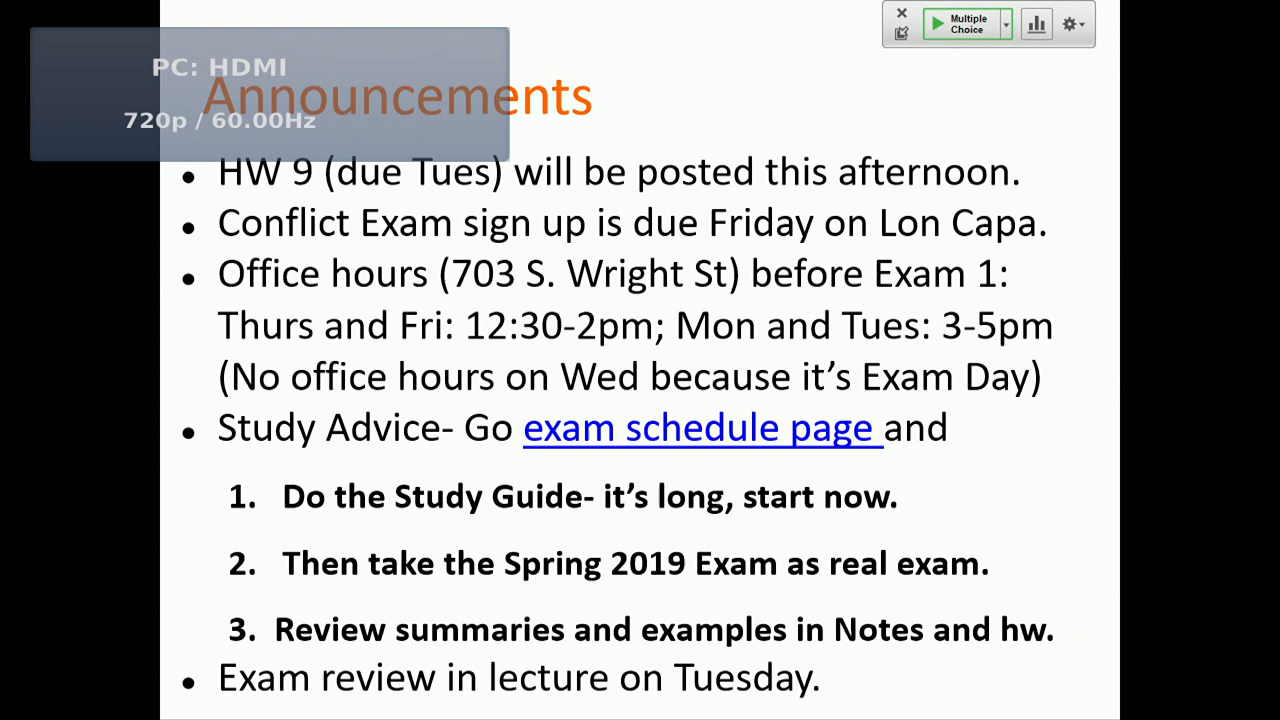 Multiple
Choice
PC: HDMI
720p / 60.00Hz
Announcements
• HW 9 (due Tues) will be posted this afternoon.
• Conflict Exam sign up is due Friday on Lon Capa.
• Office hours (703 S. Wright St) before Exam 1:
Thurs and Fri: 12:30-2pm; Mon and Tues: 3-5pm
(No office hours on Wed because it’s Exam Day)
• Study Advice- Go exam schedule page and
1. Do the Study Guide- it’s long, start now.
2. Then take the Spring 2019 Exam as real exam.
3. Review summaries and examples in Notes and hw.
• Exam review in lecture on Tuesday.